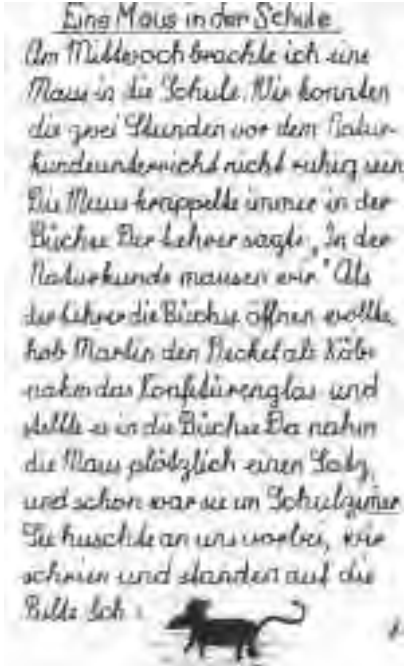 Eine Maus in der Schule
Am Mittwoch brachte ich eine
Maus in die Schule. Wir konnten
die zwei Stunden vor dem Natur-
kundeunterricht nicht ruhig sein.
Die Maus krappelte immer in der
Büchse. Der Lehrer sagte, „In der
Naturkunde mausen wir." Als
der Lehrer die Büchse öffnen wollte,
hob Martin den Deckel ab. Köbi
nahm das Konfitürenglas und
stellte es in die Büchse. Da nahm
die Maus plötzlich einen Satz,
und schon war sie im Schulzimmer.
Sie huschte an uns vorbei, wir
schrien und standen auf die